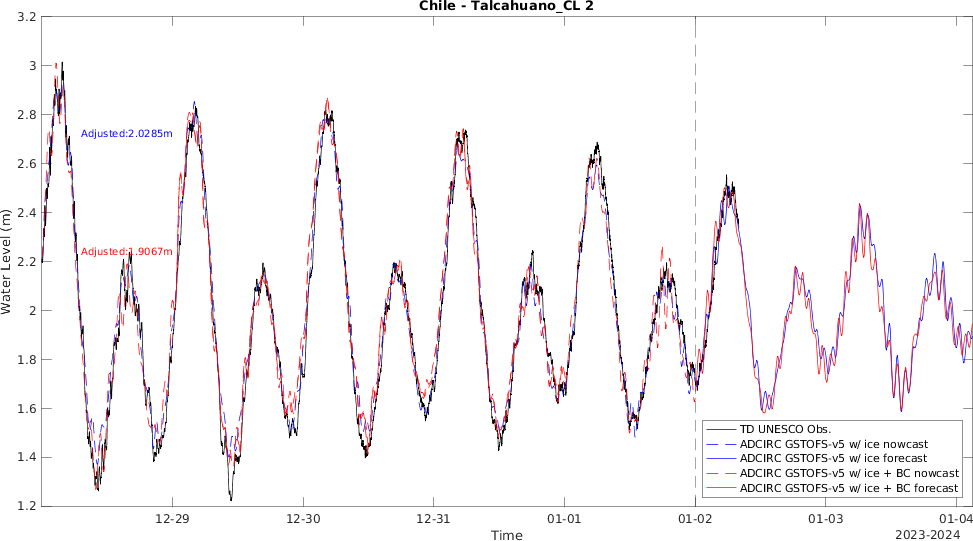 Chile - Talcahuano_CL 2
3.2
3
2.8
2.6
2.4
2.2
2
1.8
1.6
1.4
1.2
Water Level (m)
Adjusted:2.0285m
Adjusted:1.9067m
TD UNESCO Obs.
ADCIRC GSTOFS-v5 w/ ice nowcast
ADCIRC GSTOFS-v5 w/ ice forecast
ADCIRC GSTOFS-v5 w/ ice + BC nowcast
ADCIRC GSTOFS-v5 w/ ice + BC forecast
12-29 12-30 12-31 01-01 01-02 01-03 01-04
Time
2023-2024